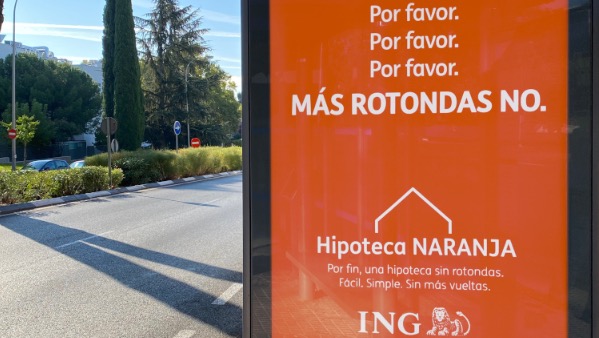 Por favor.
Por favor.
Por favor.
MÁS ROTONDAS NO.
Hipoteca NARANJA
Por fin, una hipoteca sin rotondas.
Fácil. Simple. Sin más vueltas.
ING